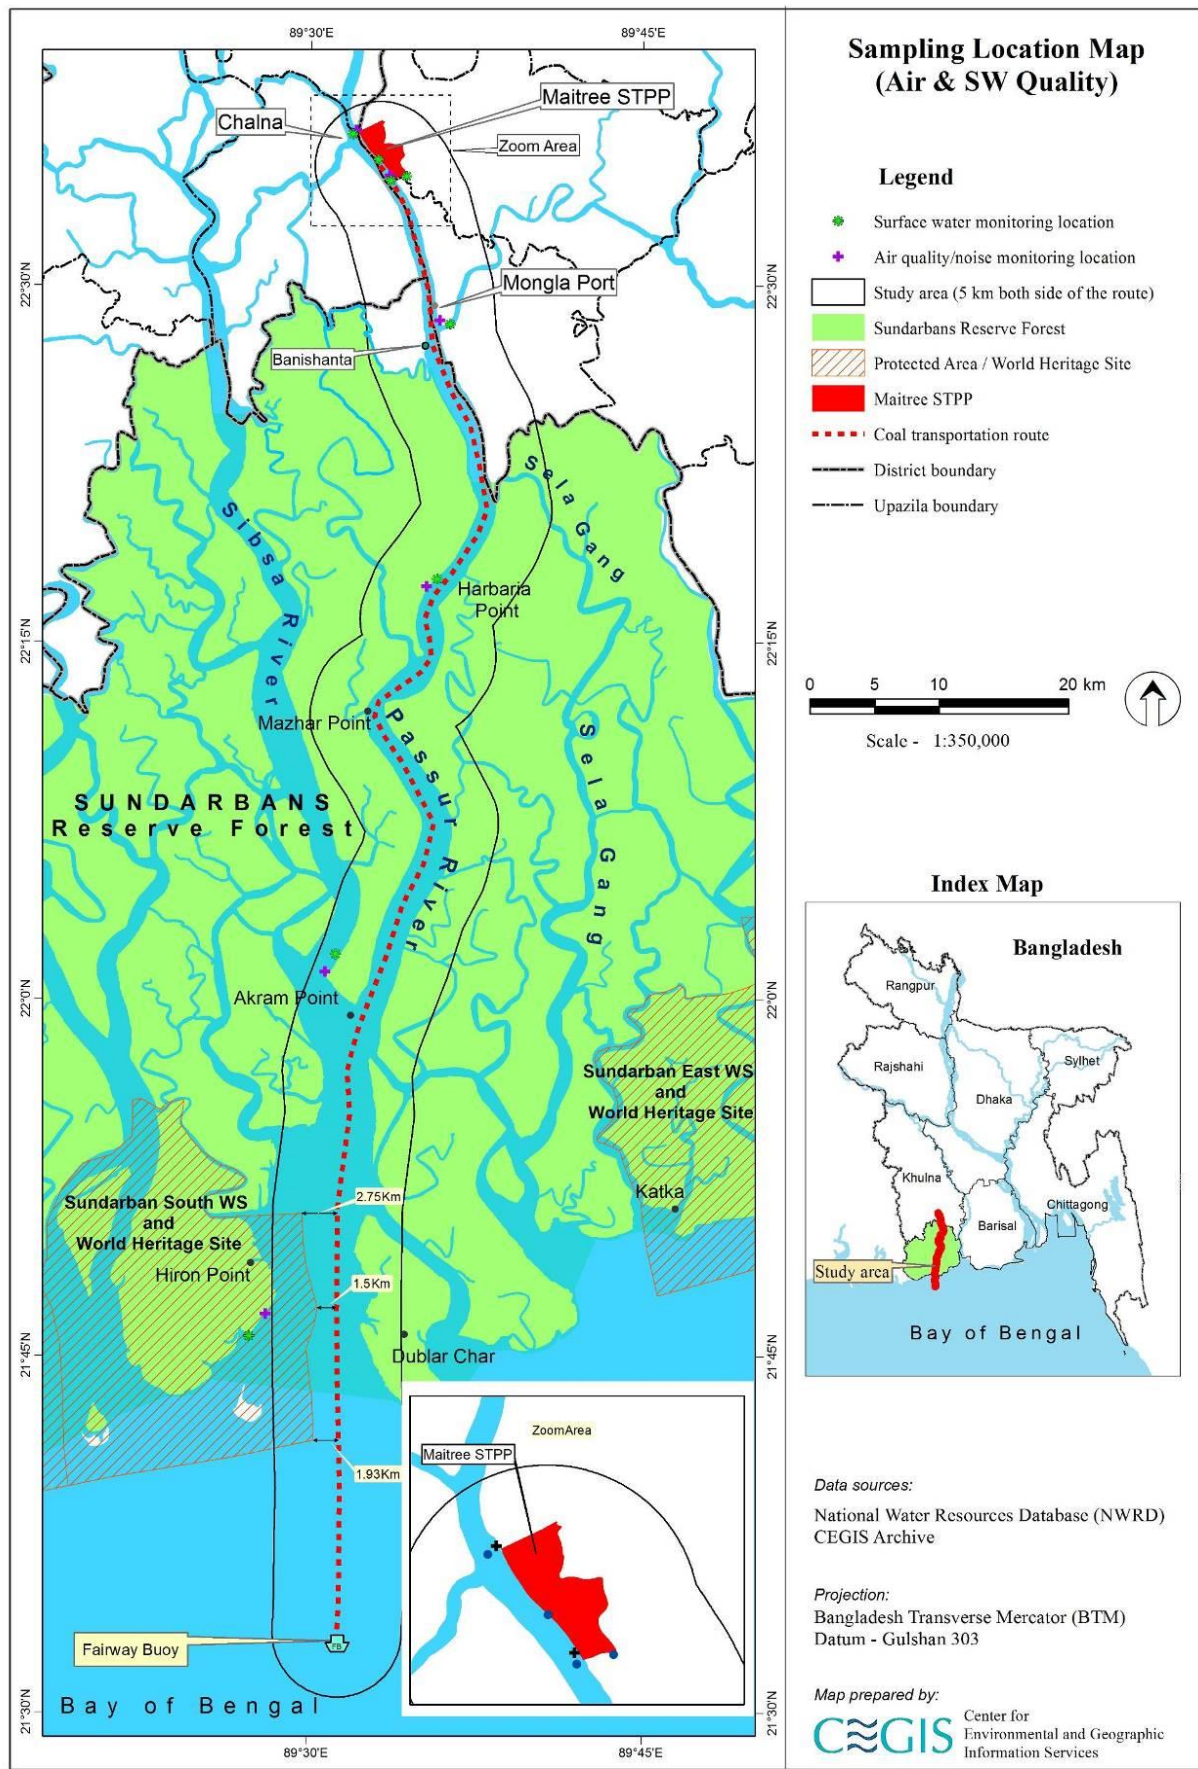 89°30'E
89°45'E
Sampling Location Map
(Air & SW Quality)
Maitree STPP
Chalna
Zoom Area
Legend
Surface water monitoring location
Air quality/noise monitoring location
Study area (5 km both side of the route)
Sundarbans Reserve Forest
Protected Area / World Heritage Site
Maitree STPP
Coal transportation route
District boundary
Upazila boundary
22°30'N
22°30'N
Mongla Port
Banishanta
Sela Gang
Sibsa River
Harbaria
Point
22°15'N
22°15'N
Mazhar Point
Passur River
Sela Gang
SUNDARBANS
Reserve Forest
0 5 10 20 km
Scale - 1:350,000
Akram Point
22°0'N
22°0'N
Sundarban East WS
and
World Heritage Site
Katka
2.75Km
Sundarban South WS
and
World Heritage Site
Hiron Point
1.5Km
Dublar Char
21°45'N
21°45'N
1.93Km
ZoomArea
Maitree STPP
Fairway Buoy
FB
Bay of Bengal
21°30'N
21°30'N
89°30'E
89°45'E
Index Map
Bangladesh
Rangpur
Rajshahi
Sylhet
Dhaka
Khulna
Chittagong
Barisal
Study area
Bay of Bengal
Data sources:
National Water Resources Database (NWRD)
CEGIS Archive
Projection:
Bangladesh Transverse Mercator (BTM)
Datum - Gulshan 303
Map prepared by:
CEGIS
Center for
Environmental and Geographic
Information Services